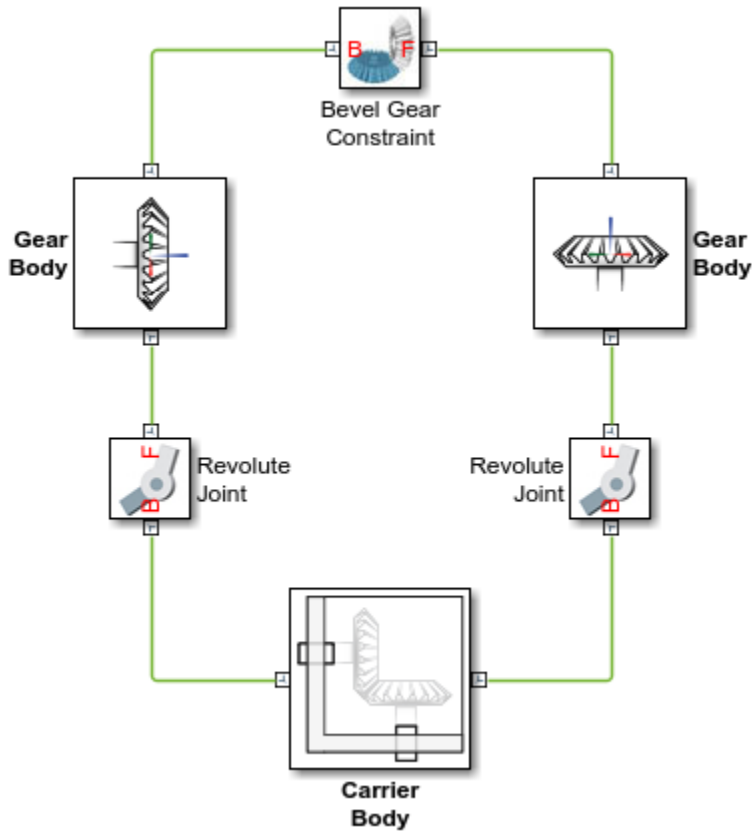 B F
Bevel Gear
Constraint
Gear
Body
Gear
Body
F
B
Revolute
Joint
Revolute
Joint
F
B
Carrier
Body